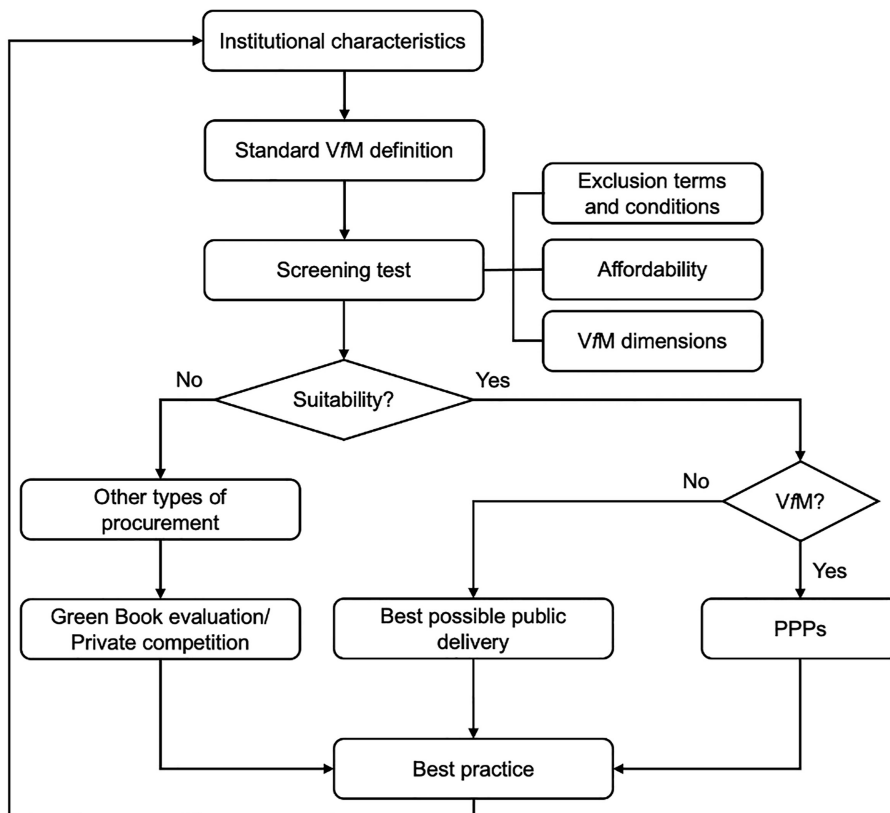 Institutional characteristics
Standard VfM definition
Exclusion terms
and conditions
Screening test
Affordability
VfM dimensions
No
Yes
Suitability?
Other types of
procurement
No
VfM?
Yes
Green Book evaluation/
Private competition
Best possible public
delivery
PPPs
Best practice